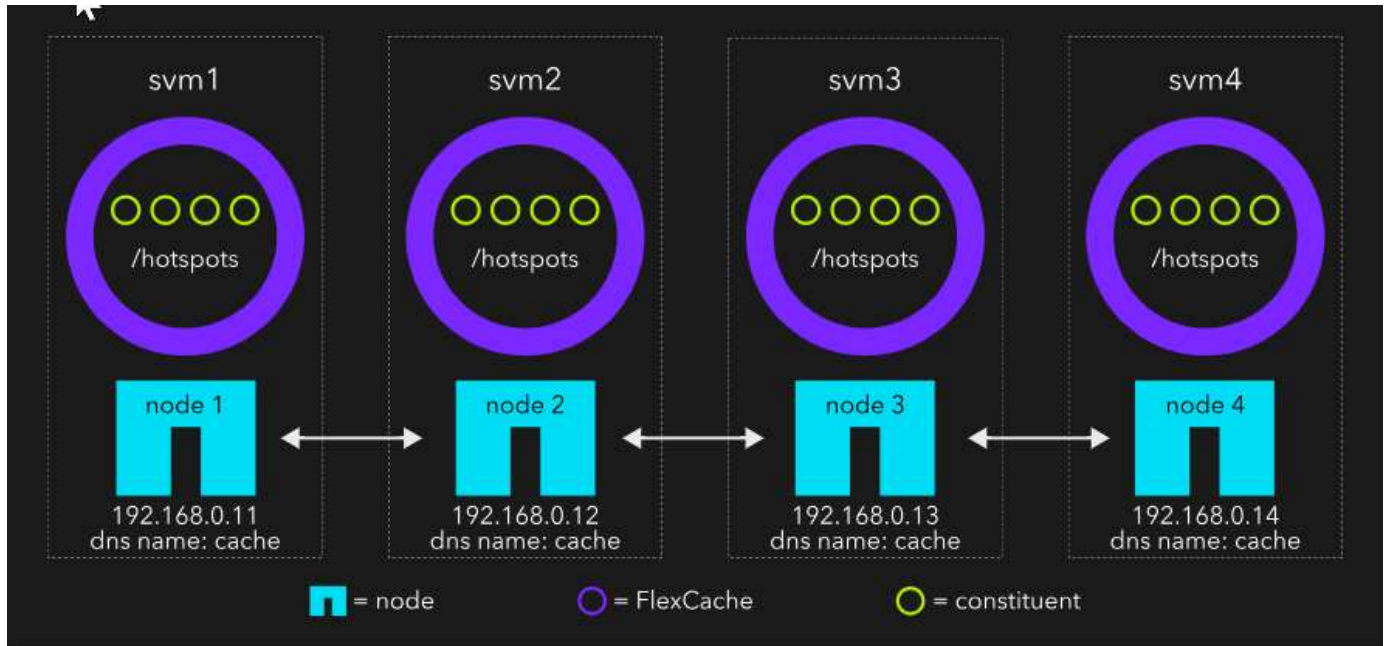 svm1
/hotspots
node 1
192.168.0.11
dns name: cache
svm2
/hotspots
node 2
192.168.0.12
dns name: cache
svm3
/hotspots
node 3
192.168.0.13
dns name: cache
svm4
/hotspots
node 4
192.168.0.14
dns name: cache
= node
= FlexCache
= constituent